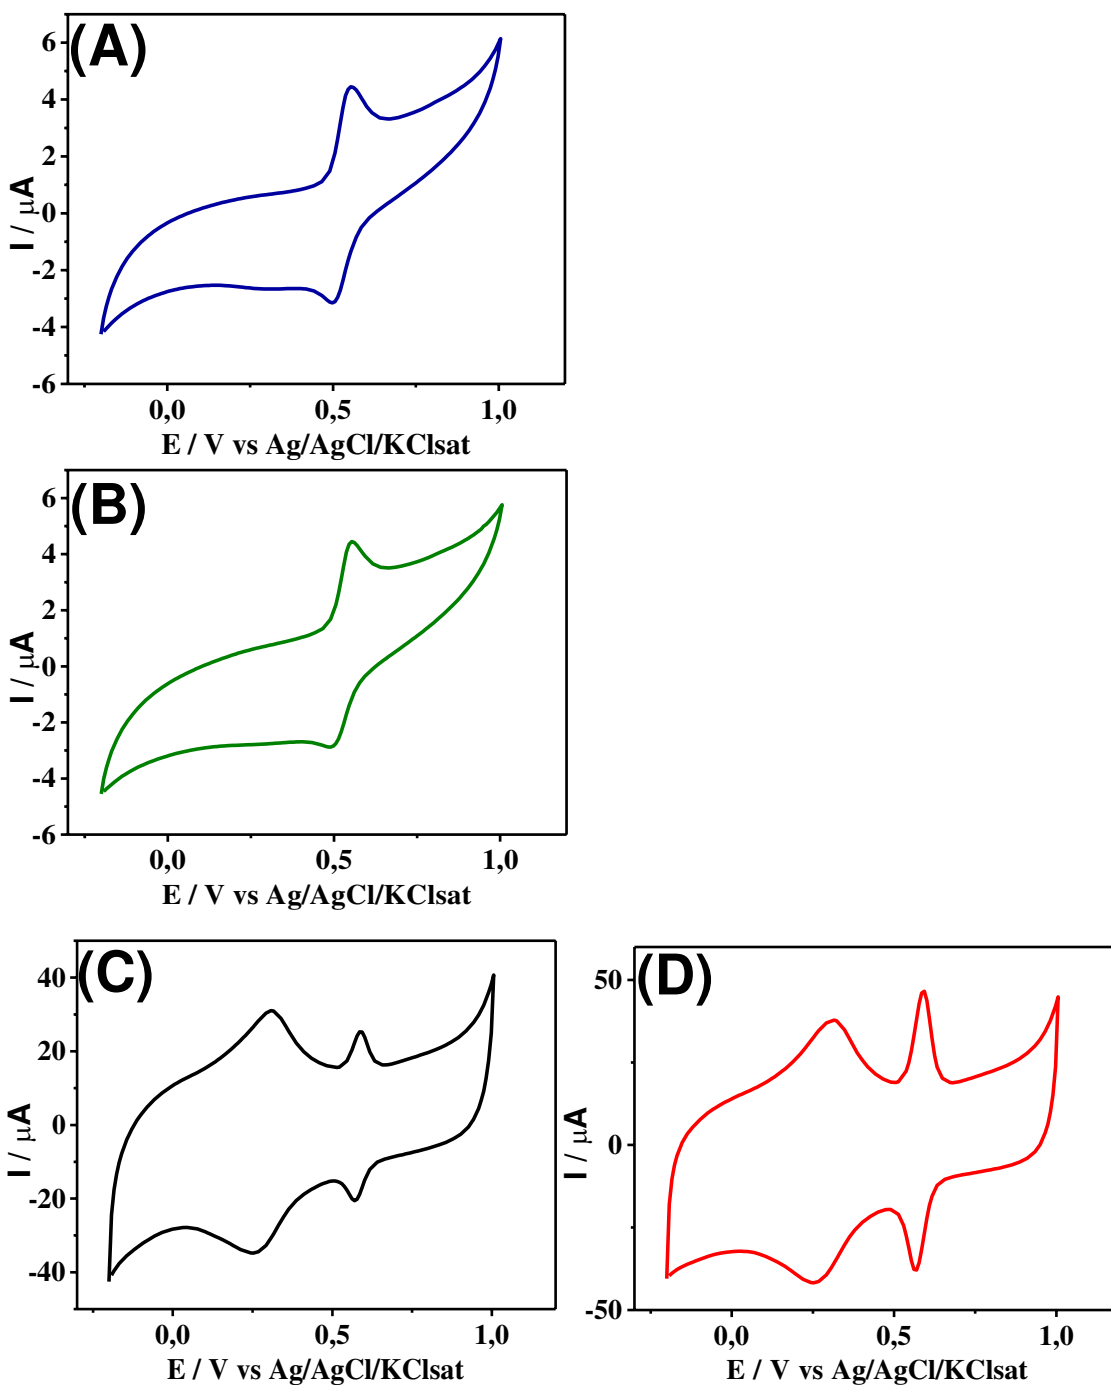 (A)
6
4
2
0
-2
-4
-6
I / μA
0,0 0,5 1,0
E / V vs Ag/AgCl/KClsat
(B)
6
4
2
0
-2
-4
-6
I / μA
0,0 0,5 1,0
E / V vs Ag/AgCl/KClsat
(C)
40
20
0
-20
-40
I / μA
0,0 0,5 1,0
E / V vs Ag/AgCl/KClsat
(D)
50
0
-50
I / μA
0,0 0,5 1,0
E / V vs Ag/AgCl/KClsat